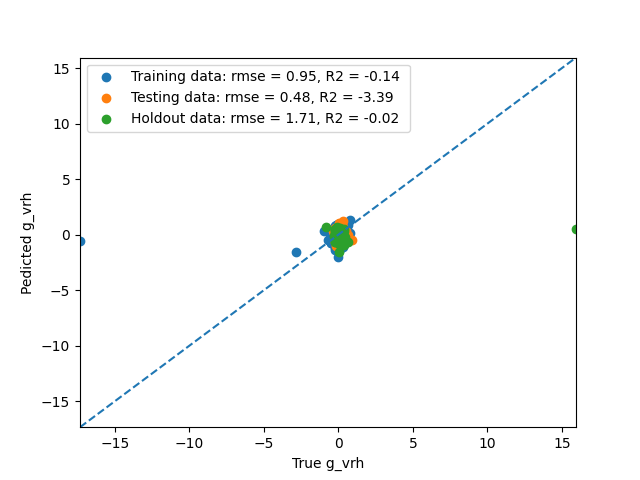 Training data: rmse = 0.95, R2 = -0.14
Testing data: rmse = 0.48, R2 = -3.39
Holdout data: rmse = 1.71, R2 = -0.02
15
10
5
0
−5
−10
−15
Pedicted g_vrh
−15 −10 −5 0 5 10 15
True g_vrh